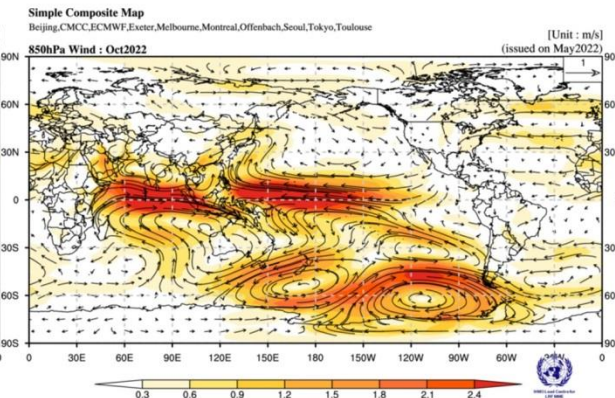 Simple Composite Map
Beijing,CMCC,ECMWF,Exeter,Melbourne,Montreal,Offenbach,Seoul,Tokyo,Toulouse
[Unit : m/s]
850hPa Wind : Oct2022
(issued on May2022)
1
90N
90
60N
60
30N
30
0
0
30S
30
60S
60
90S
90
0 30E 60E 90E 120E 150E 180 150W 120W 90W 60W 0
0.3 0.6 0.9 1.2 1.5 1.8 2.1 2.4